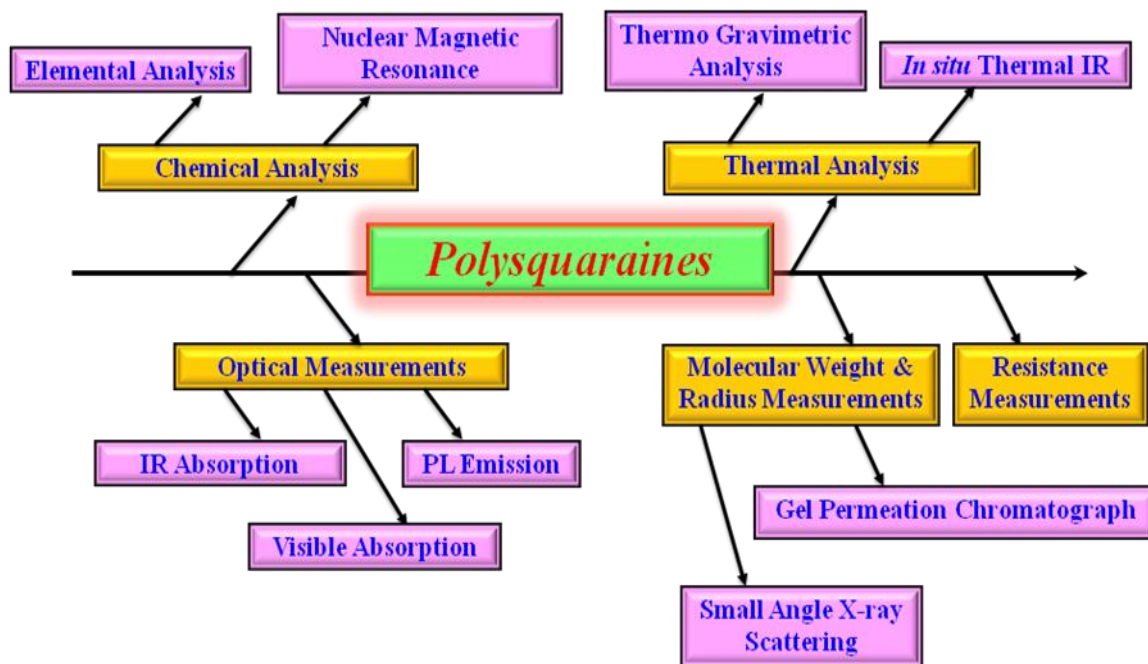 Elemental Analysis
Nuclear Magnetic
Resonance
Thermo Gravimetric
Analysis
In situ Thermal IR
Chemical Analysis
Thermal Analysis
Polysquaraines
Optical Measurements
Molecular Weight &
Radius Measurements
Resistance
Measurements
IR Absorption
PL Emission
Visible Absorption
Gel Permeation Chromatograph
Small Angle X-ray
Scattering